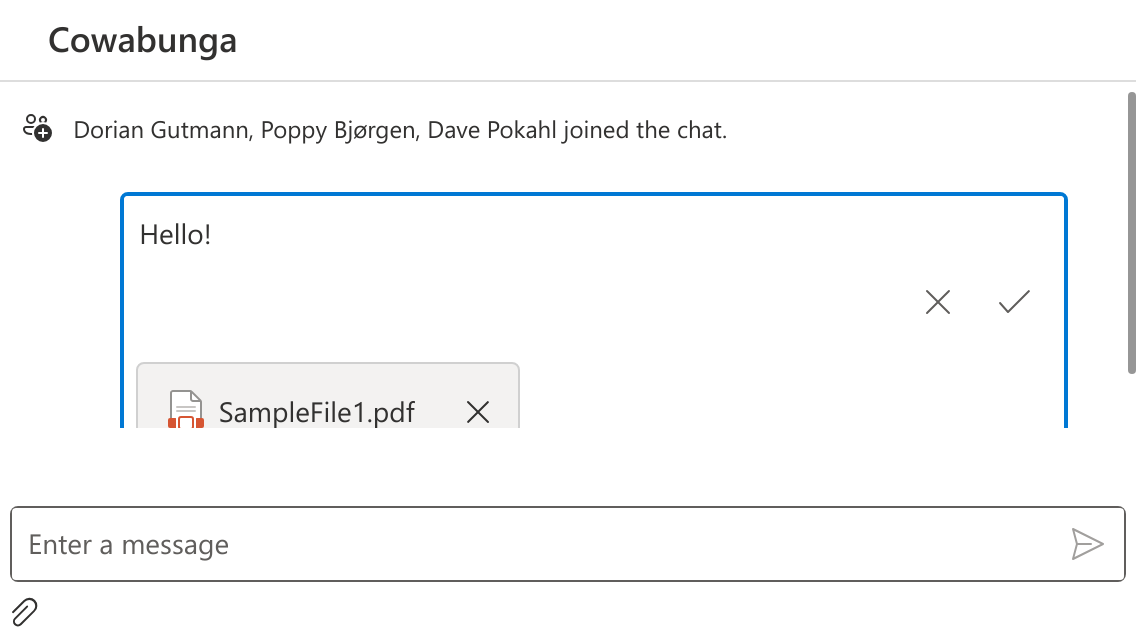 Cowabunga
Dorian Gutmann, Poppy Bjørgen, Dave Pokahl joined the chat.
Hello!
SampleFile1.pdf
Enter a message